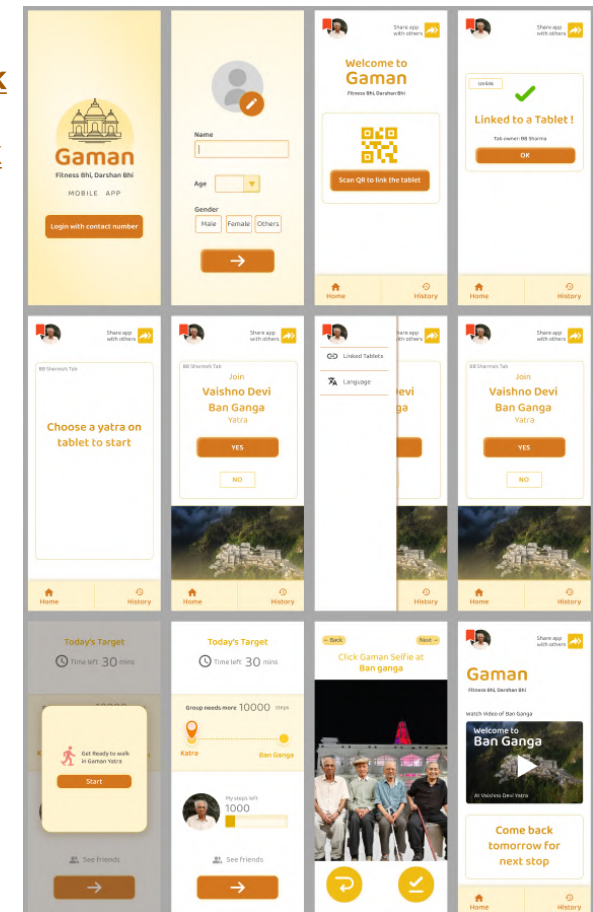 k
Gaman
Fitness Bhi, Darshan Bhi
MOBILE APP
Login with contact number
Name
Age
Gender
Male
Female
Others
Share app
with others
Welcome to
Gaman
Fitness Bhi, Darshan Bhi
Scan QR to link the tablet
Home
History
Share app
with others
Unlink
Linked to a Tablet !
Tab owner: BB Sharma
OK
Home
History
Share app
with others
BB Sharma's Tab
Choose a yatra on
tablet to start
Home
History
Share app
with others
BB Sharma's Tab
Join
Vaishno Devi
Ban Ganga
Yatra
YES
NO
Home
History
Share app
with others
Linked Tablets
Language
Devi
ga
History
Share app
with others
BB Sharma's Tab
Join
Vaishno Devi
Ban Ganga
Yatra
YES
NO
Home
History
Today's Target
Time left 30 mins
10000
Get Ready to walk
in Gaman Yatra
Start
See friends
Today's Target
Time left 30 mins
Group needs more 10000 steps
Katra
Ban Ganga
My steps left
1000
See friends
← Back
Next →
Click Gaman Selfie at
Ban ganga
Share app
with others
Gaman
Fitness Bhi, Darshan Bhi
Watch Video of Ban Ganga
Welcome to
Ban Ganga
At Vaishno Devi Yatra
Come back
tomorrow for
next stop
Home
History